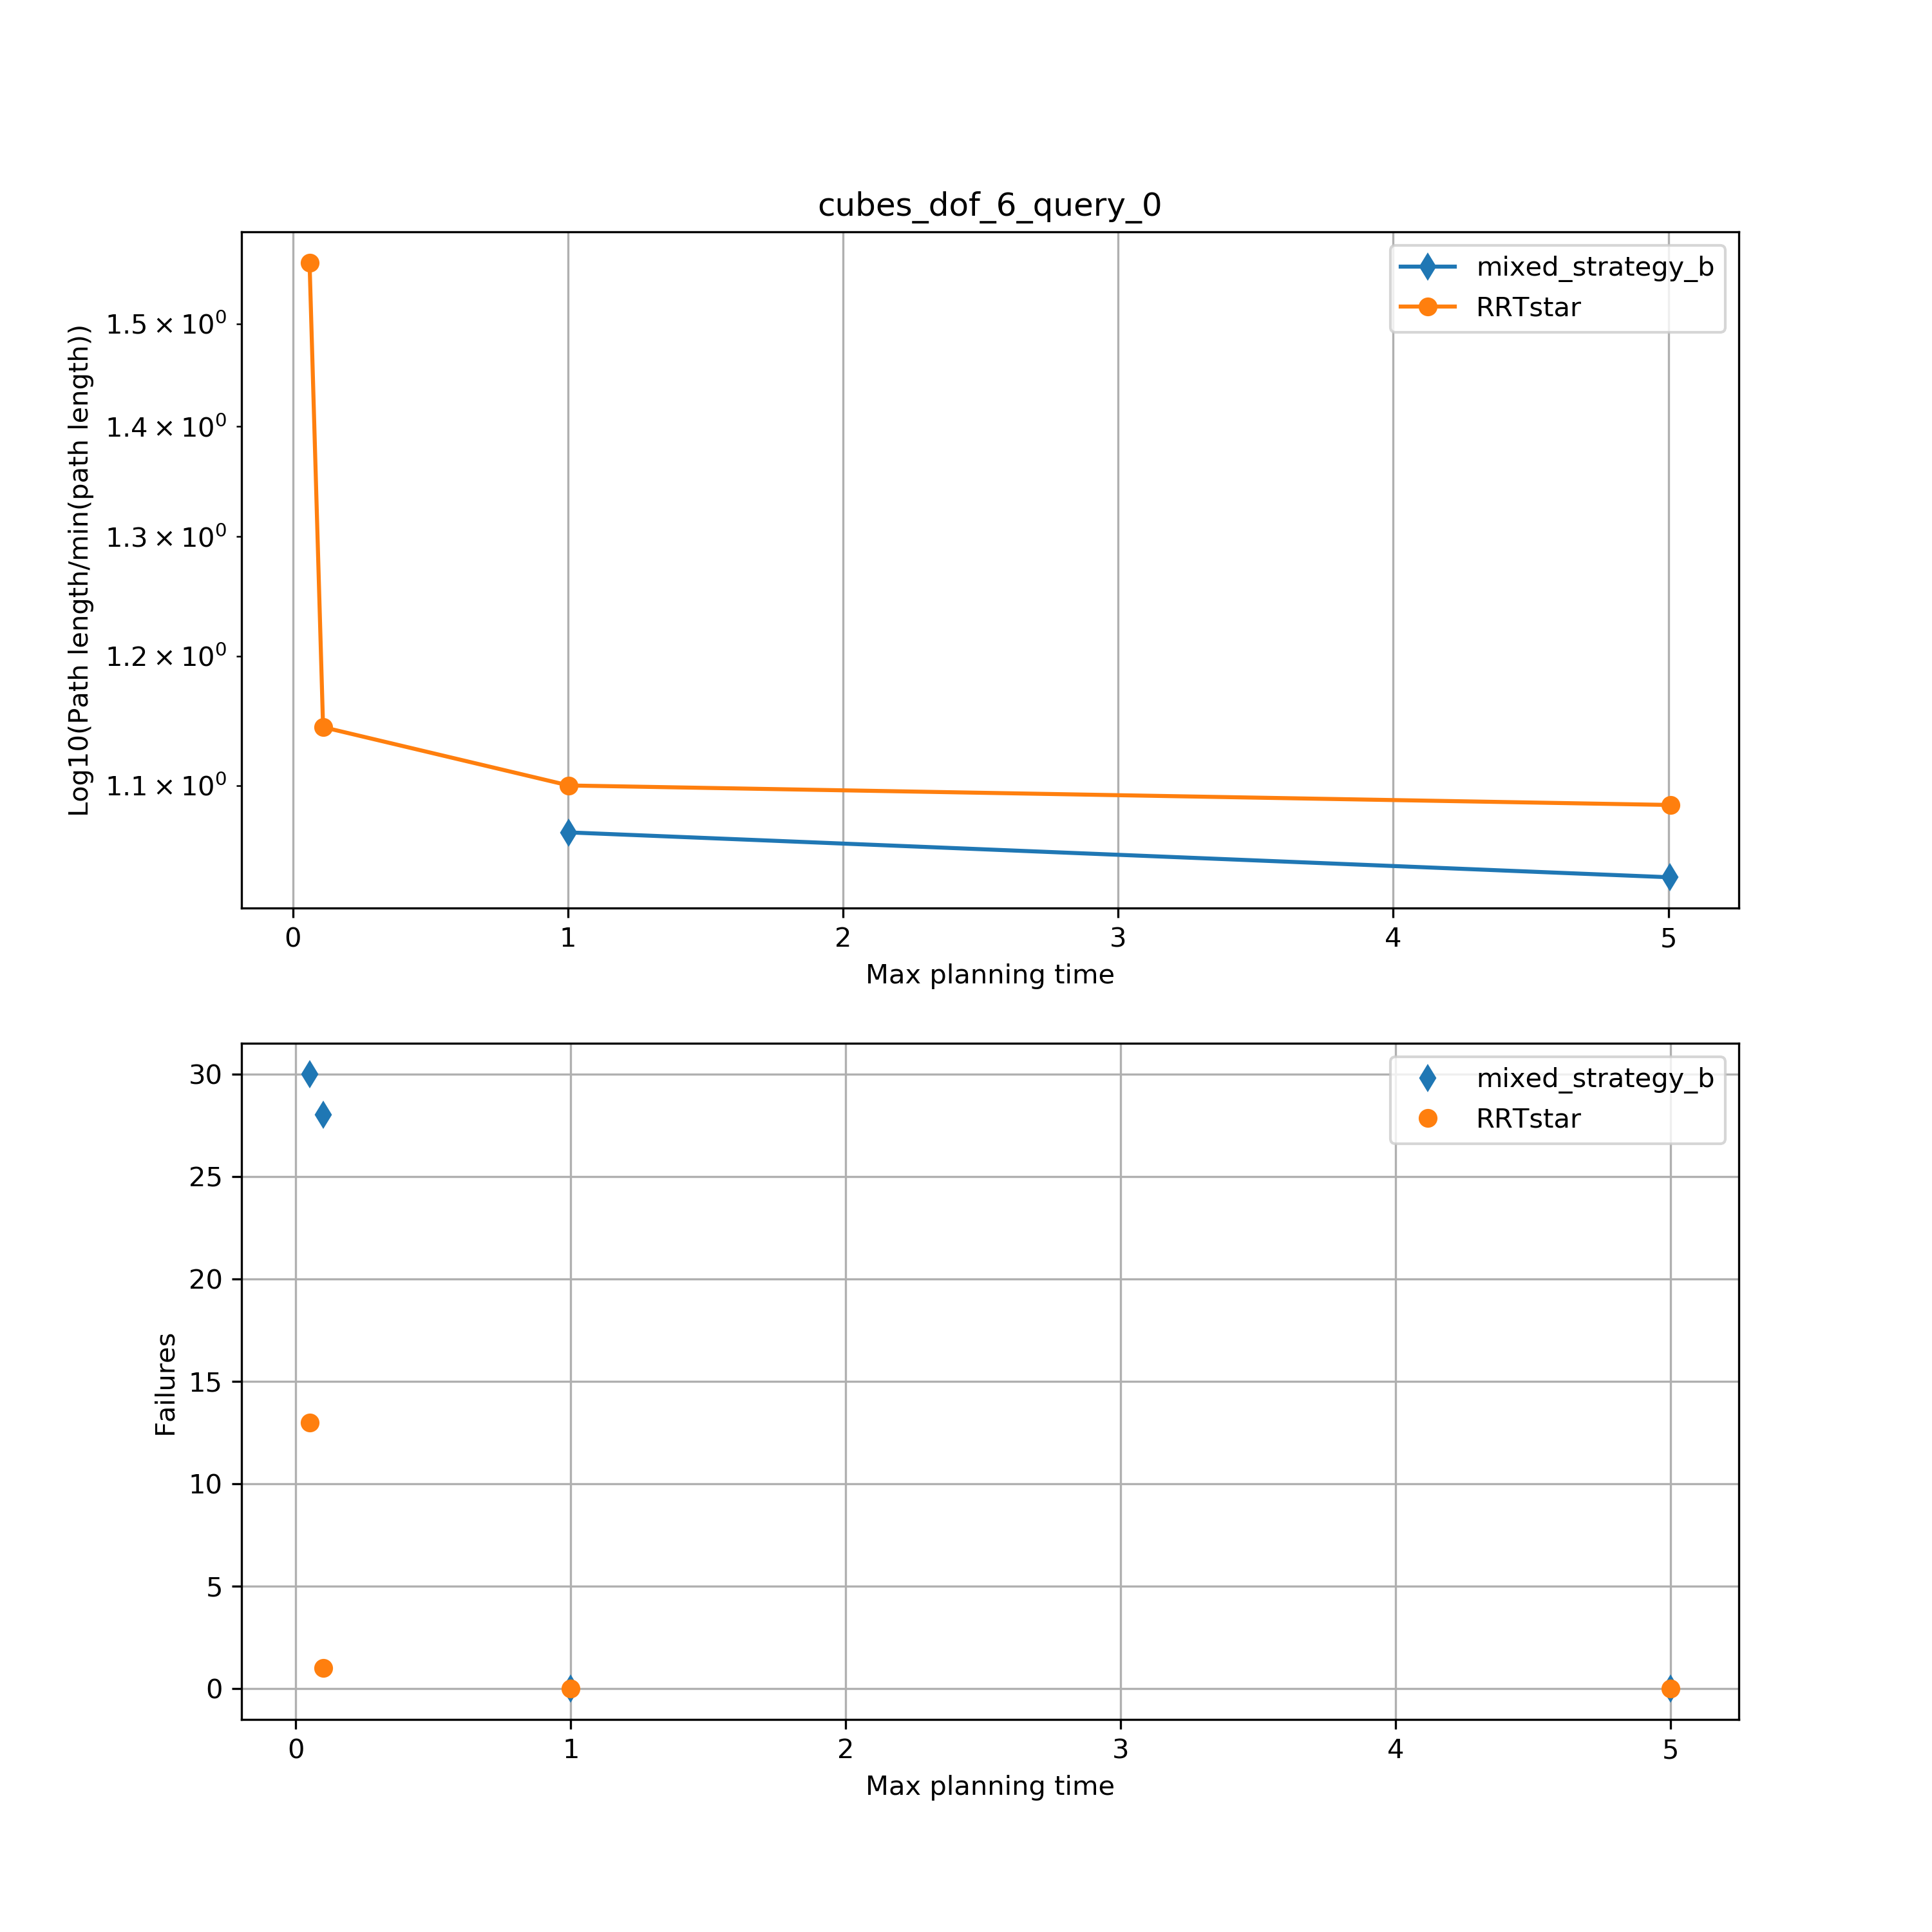 cubes_dof_6_query_0
mixed_strategy_b
RRTstar
1.5 × 10⁰
1.4 × 10⁰
1.3 × 10⁰
1.2 × 10⁰
1.1 × 10⁰
Log10(Path length/min(path length))
0 1 2 3 4 5
Max planning time
mixed_strategy_b
RRTstar
30
25
20
15
10
5
0
Failures
0 1 2 3 4 5
Max planning time